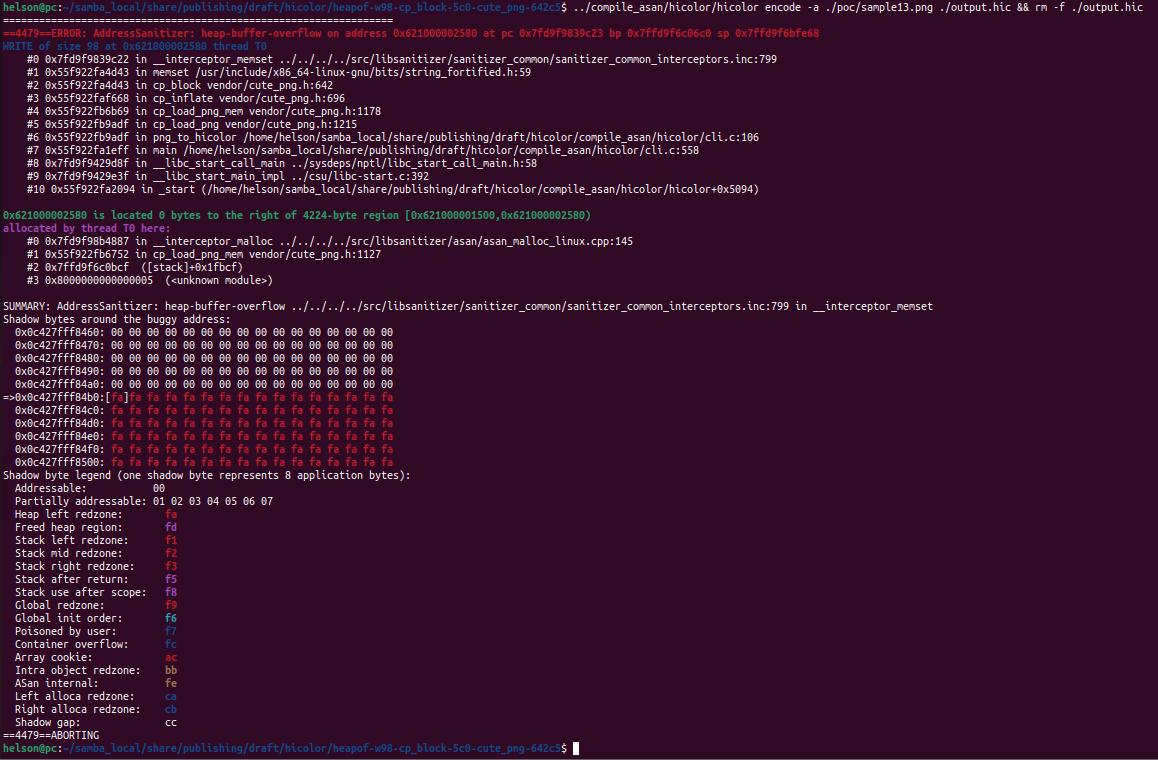 helson@pc:~/samba_local/share/publishing/draft/hicolor/heapof-w98-cp_block-5c0-cute_png-642c5$ ../compile_asan/hicolor/hicolor encode -a ./poc/sample13.png ./output.hic && rm -f ./output.hic
=================================================================
==4479==ERROR: AddressSanitizer: heap-buffer-overflow on address 0x621000002580 at pc 0x7fd9f9839c23 bp 0x7ffd9f6c06c0 sp 0x7ffd9f6bfe68
WRITE of size 98 at 0x621000002580 thread T0
    #0 0x7fd9f9839c22 in __interceptor_memset ../../../../src/libsanitizer/sanitizer_common/sanitizer_common_interceptors.inc:799
    #1 0x55f922fa4d43 in memset /usr/include/x86_64-linux-gnu/bits/string_fortified.h:59
    #2 0x55f922fa4d43 in cp_block vendor/cute_png.h:642
    #3 0x55f922faf668 in cp_inflate vendor/cute_png.h:696
    #4 0x55f922fb6b69 in cp_load_png_mem vendor/cute_png.h:1178
    #5 0x55f922fb9adf in cp_load_png vendor/cute_png.h:1215
    #6 0x55f922fb9adf in png_to_hicolor /home/helson/samba_local/share/publishing/draft/hicolor/compile_asan/hicolor/cli.c:106
    #7 0x55f922fa1eff in main /home/helson/samba_local/share/publishing/draft/hicolor/compile_asan/hicolor/cli.c:558
    #8 0x7fd9f9429d8f in __libc_start_call_main ../sysdeps/nptl/libc_start_call_main.h:58
    #9 0x7fd9f9429e3f in __libc_start_main_impl ../csu/libc-start.c:392
    #10 0x55f922fa2094 in _start (/home/helson/samba_local/share/publishing/draft/hicolor/compile_asan/hicolor/hicolor+0x5094)

0x621000002580 is located 0 bytes to the right of 4224-byte region [0x621000001500,0x621000002580)
allocated by thread T0 here:
    #0 0x7fd9f98b4887 in __interceptor_malloc ../../../../src/libsanitizer/asan/asan_malloc_linux.cpp:145
    #1 0x55f922fb6752 in cp_load_png_mem vendor/cute_png.h:1127
    #2 0x7ffd9f6c0bcf  ([stack]+0x1fbcf)
    #3 0x8000000000000005  (<unknown module>)

SUMMARY: AddressSanitizer: heap-buffer-overflow ../../../../src/libsanitizer/sanitizer_common/sanitizer_common_interceptors.inc:799 in __interceptor_memset
Shadow bytes around the buggy address:
  0x0c427fff8460: 00 00 00 00 00 00 00 00 00 00 00 00 00 00 00 00
  0x0c427fff8470: 00 00 00 00 00 00 00 00 00 00 00 00 00 00 00 00
  0x0c427fff8480: 00 00 00 00 00 00 00 00 00 00 00 00 00 00 00 00
  0x0c427fff8490: 00 00 00 00 00 00 00 00 00 00 00 00 00 00 00 00
  0x0c427fff84a0: 00 00 00 00 00 00 00 00 00 00 00 00 00 00 00 00
=>0x0c427fff84b0:[fa]fa fa fa fa fa fa fa fa fa fa fa fa fa fa fa
  0x0c427fff84c0: fa fa fa fa fa fa fa fa fa fa fa fa fa fa fa fa
  0x0c427fff84d0: fa fa fa fa fa fa fa fa fa fa fa fa fa fa fa fa
  0x0c427fff84e0: fa fa fa fa fa fa fa fa fa fa fa fa fa fa fa fa
  0x0c427fff84f0: fa fa fa fa fa fa fa fa fa fa fa fa fa fa fa fa
  0x0c427fff8500: fa fa fa fa fa fa fa fa fa fa fa fa fa fa fa fa
Shadow byte legend (one shadow byte represents 8 application bytes):
  Addressable:           00
  Partially addressable: 01 02 03 04 05 06 07
  Heap left redzone:       fa
  Freed heap region:       fd
  Stack left redzone:      f1
  Stack mid redzone:       f2
  Stack right redzone:     f3
  Stack after return:      f5
  Stack use after scope:   f8
  Global redzone:          f9
  Global init order:       f6
  Poisoned by user:        f7
  Container overflow:      fc
  Array cookie:            ac
  Intra object redzone:    bb
  ASan internal:           fe
  Left alloca redzone:     ca
  Right alloca redzone:    cb
  Shadow gap:              cc
==4479==ABORTING
helson@pc:~/samba_local/share/publishing/draft/hicolor/heapof-w98-cp_block-5c0-cute_png-642c5$